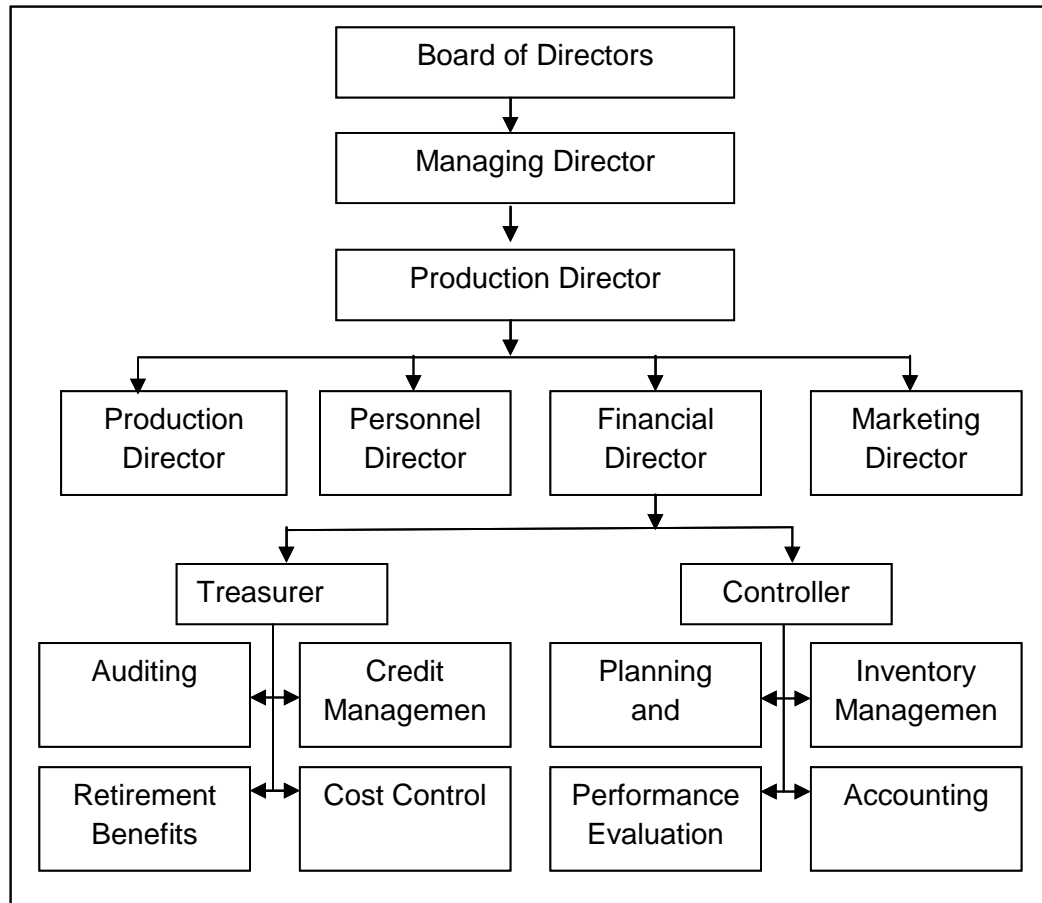 Board of Directors
Managing Director
Production Director
Production
Director
Personnel
Director
Financial
Director
Marketing
Director
Treasurer
Controller
Auditing
Credit
Managemen
Planning
and
Inventory
Managemen
Retirement
Benefits
Cost Control
Performance
Evaluation
Accounting